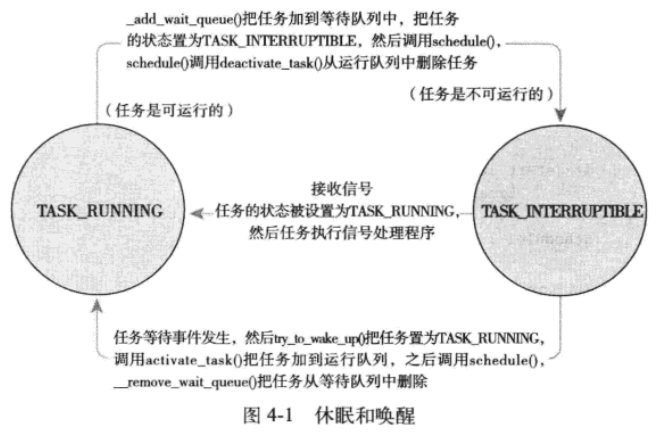 _add_wait_queue()把任务加到等待队列中，把任务
的状态置为TASK_INTERRUPTIBLE，然后调用schedule(),
schedule()调用deactivate_task()从运行队列中删除任务
（任务是可运行的）
（任务是不可运行的）
TASK_RUNNING
接收信号
任务的状态被设置为TASK_RUNNING,
然后任务执行信号处理程序
TASK_INTERRUPTIBLE
任务等待事件发生，然后try_to_wake_up()把任务置为TASK_RUNNING,
调用activate_task()把任务加到运行队列，之后调用schedule(),
__remove_wait_queue()把任务从等待队列中删除
图 4-1 休眠和唤醒